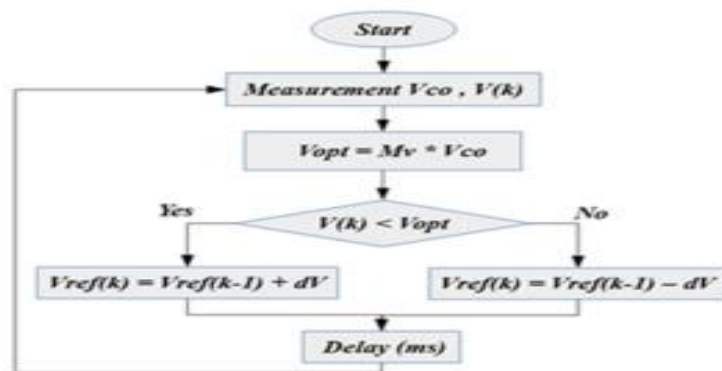 Start
Measurement Vco , V(k)
Vopt = Mv * Vco
Yes
No
V(k) < Vopt
Vref(k) = Vref(k-1) + dV
Vref(k) = Vref(k-1) – dV
Delay (ms)